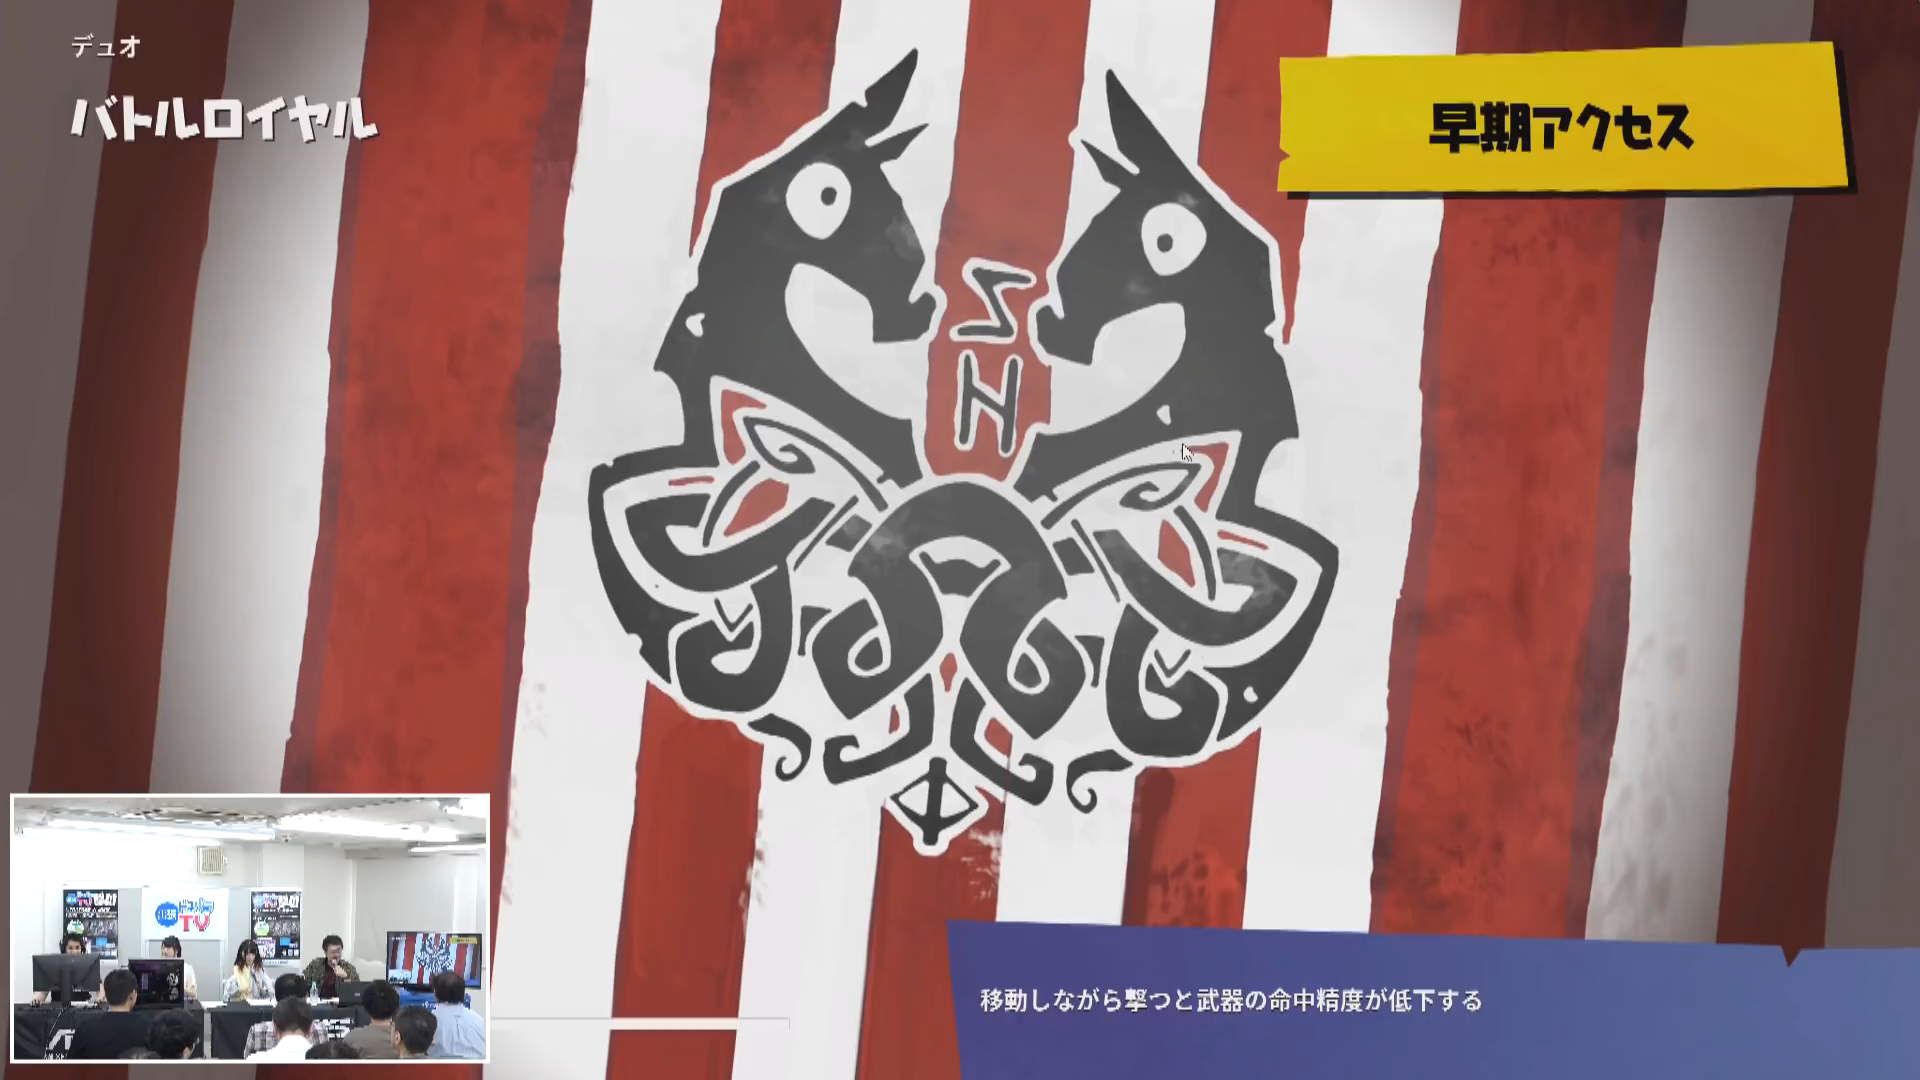 デュオ
バトルロイヤル
早期アクセス
移動しながら撃つと武器の命中精度が低下する
TV